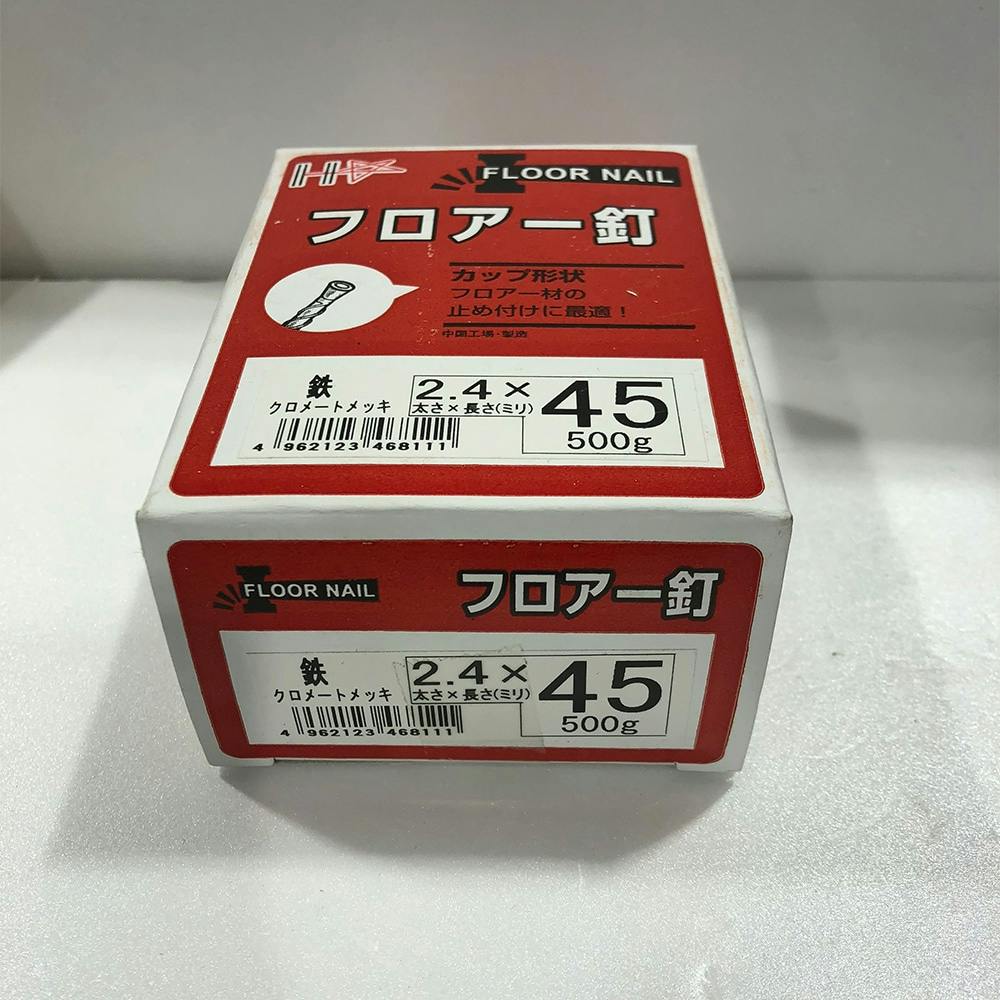 FLOOR NAIL
フロアー釘
カップ形状
フロアー材の
止め付けに最適！
中国工場・製造
鉄
クロメートメッキ
2.4×45
太さ×長さ(ミリ)
500g
4 962123 468111
FLOOR NAIL
フロアー釘
鉄
クロメートメッキ
2.4×45
太さ×長さ(ミリ)
500g
4 962123 468111